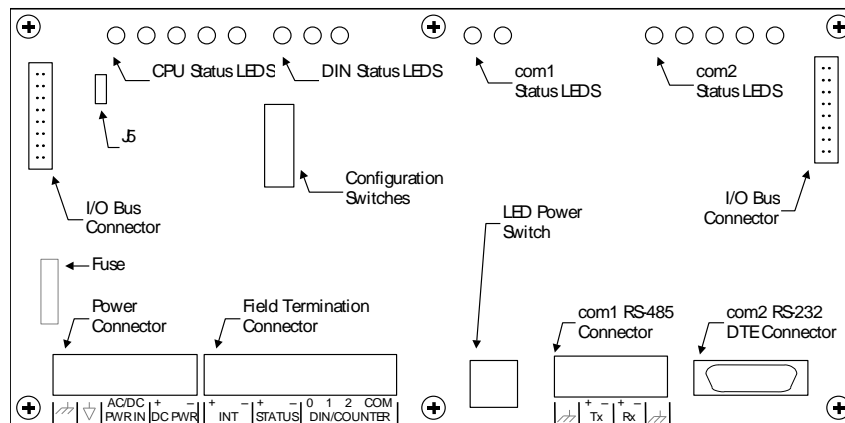 CPU Status LEDS
DIN Status LEDS
com1
Status LEDS
com2
Status LEDS
J5
Configuration
Switches
I/O Bus
Connector
LED Power
Switch
I/O Bus
Connector
Fuse
Power
Connector
Field Termination
Connector
com1 RS-485
Connector
com2 RS-232
DTE Connector
AC/DC
PWR IN
+ −
DC PWR
+ −
INT
+ −
STATUS
0 1 2 COM
DIN/COUNTER
+ −
Tx
+ −
Rx